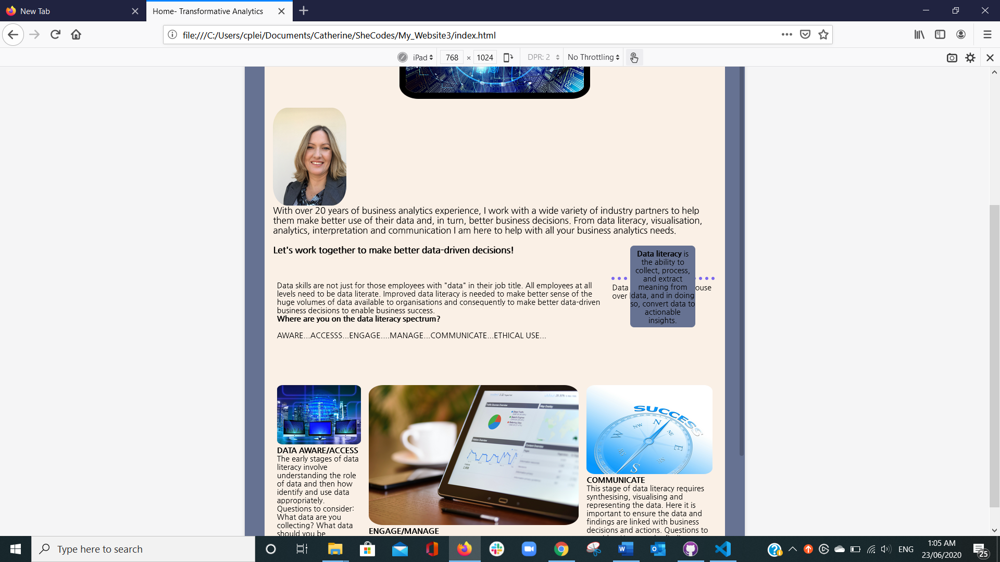 New Tab
Home- Transformative Analytics
file:///C:/Users/cplei/Documents/Catherine/SheCodes/My_Website3/index.html
iPad 768 × 1024 DPR: 2 No Throttling
With over 20 years of business analytics experience, I work with a wide variety of industry partners to help
them make better use of their data and, in turn, better business decisions. From data literacy, visualisation,
analytics, interpretation and communication I am here to help with all your business analytics needs.
Let's work together to make better data-driven decisions!
Data skills are not just for those employees with "data" in their job title. All employees at all
levels need to be data literate. Improved data literacy is needed to make better sense of the
huge volumes of data available to organisations and consequently to make better data-driven
business decisions to enable business success.
Where are you on the data literacy spectrum?
AWARE...ACCESSS...ENGAGE....MANAGE...COMMUNICATE...ETHICAL USE...
Data literacy is
the ability to
collect, process,
and extract
meaning from
data, and in doing
so, convert data to
actionable
insights.
Data ouse
over
SUCCESS
N
NW
NE
W
E
SW
SE
S
DATA AWARE/ACCESS
The early stages of data
literacy involve
understanding the role
of data and then how
identify and use data
appropriately.
Questions to consider:
What data are you
collecting? What data
should you be
ENGAGE/MANAGE
COMMUNICATE
This stage of data literacy requires
synthesising, visualising and
representing the data. Here it is
important to ensure the data and
findings are linked with business
decisions and actions. Questions to
Type here to search
ENG
1:05 AM
23/06/2020
25